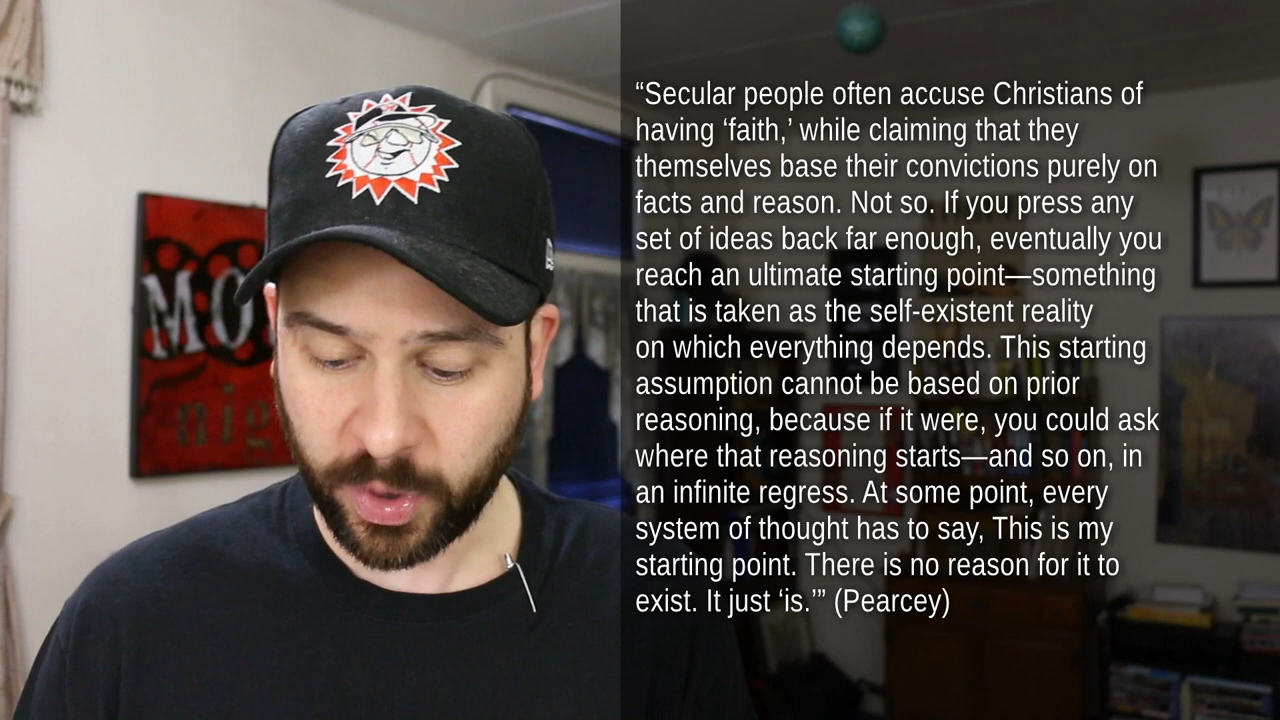 MO
nig
“Secular people often accuse Christians of
having ‘faith,’ while claiming that they
themselves base their convictions purely on
facts and reason. Not so. If you press any
set of ideas back far enough, eventually you
reach an ultimate starting point—something
that is taken as the self-existent reality
on which everything depends. This starting
assumption cannot be based on prior
reasoning, because if it were, you could ask
where that reasoning starts—and so on, in
an infinite regress. At some point, every
system of thought has to say, This is my
starting point. There is no reason for it to
exist. It just ‘is.’” (Pearcey)